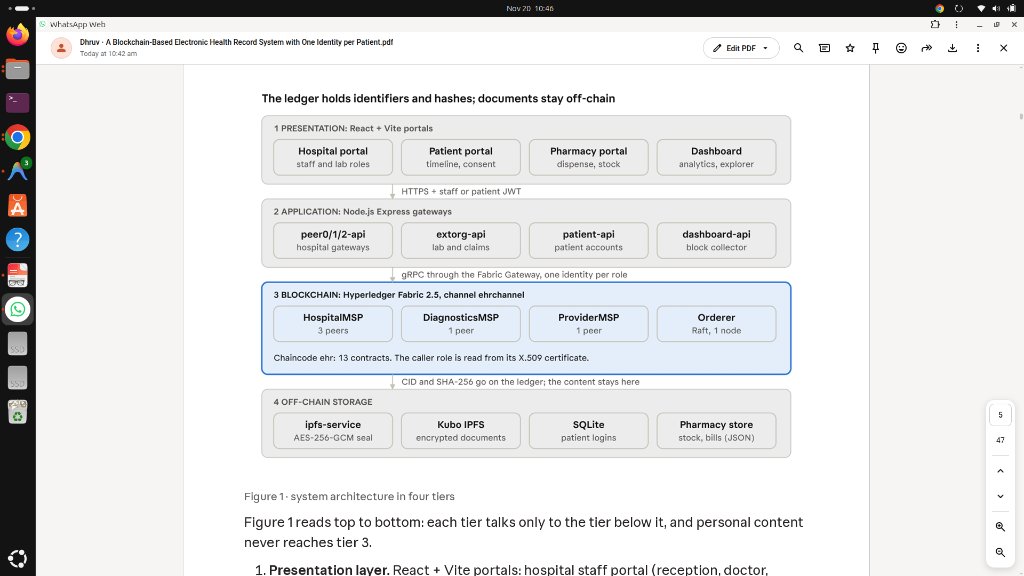 Nov 20 10:46
WhatsApp Web
Dhruv · A Blockchain-Based Electronic Health Record System with One Identity per Patient.pdf
Today at 10:42 am
Edit PDF
The ledger holds identifiers and hashes; documents stay off-chain
1 PRESENTATION: React + Vite portals
Hospital portal
staff and lab roles
Patient portal
timeline, consent
Pharmacy portal
dispense, stock
Dashboard
analytics, explorer
HTTPS + staff or patient JWT
2 APPLICATION: Node.js Express gateways
peer0/1/2-api
hospital gateways
extorg-api
lab and claims
patient-api
patient accounts
dashboard-api
block collector
gRPC through the Fabric Gateway, one identity per role
3 BLOCKCHAIN: Hyperledger Fabric 2.5, channel ehrchannel
HospitalMSP
3 peers
DiagnosticsMSP
1 peer
ProviderMSP
1 peer
Orderer
Raft, 1 node
Chaincode ehr: 13 contracts. The caller role is read from its X.509 certificate.
CID and SHA-256 go on the ledger; the content stays here
4 OFF-CHAIN STORAGE
ipfs-service
AES-256-GCM seal
Kubo IPFS
encrypted documents
SQLite
patient logins
Pharmacy store
stock, bills (JSON)
Figure 1 · system architecture in four tiers
Figure 1 reads top to bottom: each tier talks only to the tier below it, and personal content
never reaches tier 3.
1. Presentation layer. React + Vite portals: hospital staff portal (reception, doctor,
5
47
3
SSD
SSD